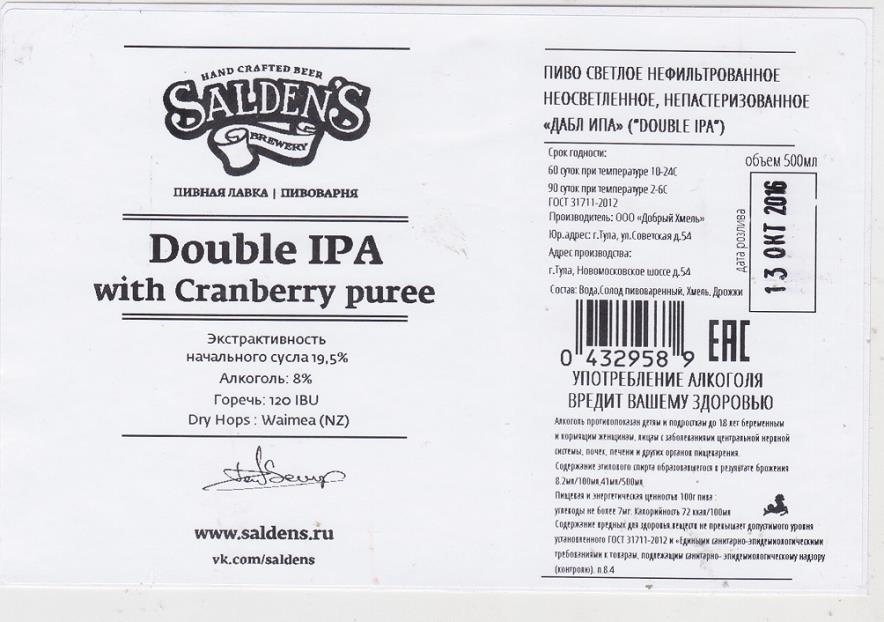 HAND CRAFTED BEER
SALDEN'S
BREWERY
ПИВНАЯ ЛАВКА | ПИВОВАРНЯ
Double IPA
with Cranberry puree
Экстрактивность
начального сусла 19,5%
Алкоголь: 8%
Горечь: 120 IBU
Dry Hops : Waimea (NZ)
www.saldens.ru
vk.com/saldens
ПИВО СВЕТЛОЕ НЕФИЛЬТРОВАННОЕ
НЕОСВЕТЛЕННОЕ, НЕПАСТЕРИЗОВАННОЕ
«ДАБЛ ИПА» ("DOUBLE IPA")
Срок годности:
60 суток при температуре 10-24С
90 суток при температуре 2-6С
ГОСТ 31711-2012
Производитель: ООО «Добрый Хмель»
Юр.адрес: г.Тула, ул.Советская д.54
Адрес производства:
г.Тула, Новомосковское шоссе д.54
Состав: Вода,Солод пивоваренный, Хмель, Дрожжи
объем 500мл
дата розлива
13 ОКТ 2016
0 432958 9
EAC
УПОТРЕБЛЕНИЕ АЛКОГОЛЯ
ВРЕДИТ ВАШЕМУ ЗДОРОВЬЮ
Алкоголь противопоказан детям и подросткам до 18 лет беременным
и кормящим женщинам, лицам с заболеваниями центральной нервной
системы, почек, печени и других органов пищеварения.
Содержание этилового спирта образовавшегося в результате брожения
8.2мл/100мл,41мл/500мл,
Пищевая и энергетическая ценностьв 100г пива :
углеводы не более 7мг. Калорийность 72 ккал/100мл
Содержание вредных для здоровья веществ не превышает допустимого уровня
установленного ГОСТ 31711-2012 и «Едиными санитарно-эпидемиологическими
требованиями к товарам, подлежащим санитарно- эпидемиологическому надзору
(контролю). п.8.4